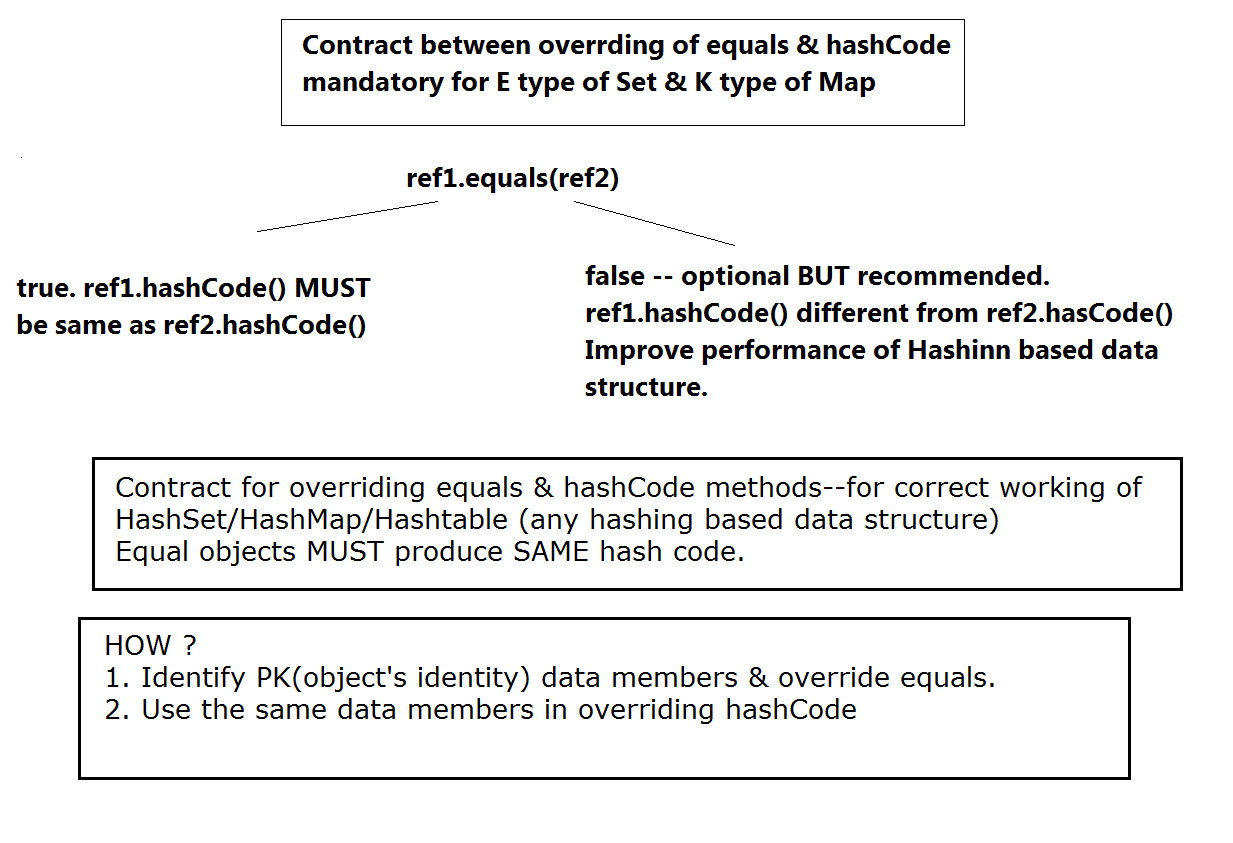 Contract between overrding of equals & hashCode
mandatory for E type of Set & K type of Map
ref1.equals(ref2)
true. ref1.hashCode() MUST
be same as ref2.hashCode()
false -- optional BUT recommended.
ref1.hashCode() different from ref2.hasCode()
Improve performance of Hashinn based data
structure.
Contract for overriding equals & hashCode methods--for correct working of
HashSet/HashMap/Hashtable (any hashing based data structure)
Equal objects MUST produce SAME hash code.
HOW ?
1. Identify PK(object's identity) data members & override equals.
2. Use the same data members in overriding hashCode